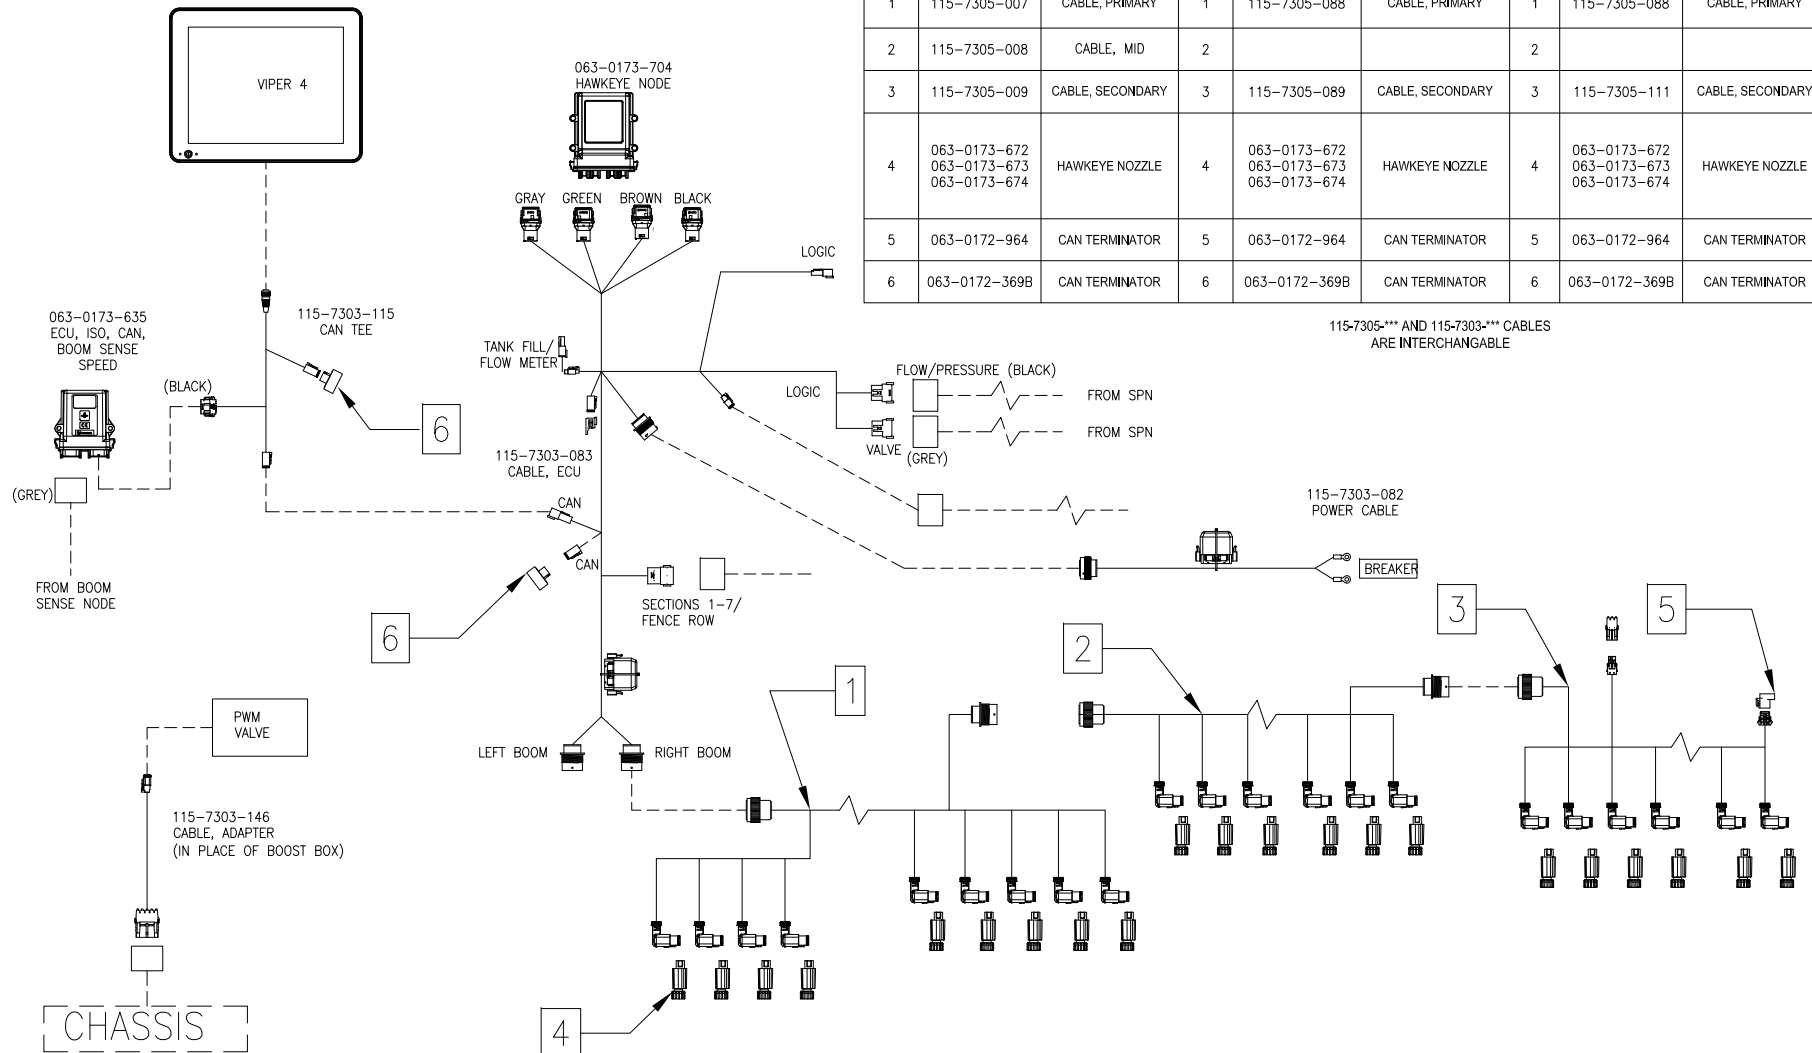 1 115-7305-007 CABLE, PRIMARY 1 115-7305-088 CABLE, PRIMARY 1 115-7305-088 CABLE, PRIMARY
2 115-7305-008 CABLE, MID 2 2
3 115-7305-009 CABLE, SECONDARY 3 115-7305-089 CABLE, SECONDARY 3 115-7305-111 CABLE, SECONDARY
063-0173-672 063-0173-672 063-0173-672
4 063-0173-673 HAWKEYE NOZZLE 4 063-0173-673 HAWKEYE NOZZLE 4 063-0173-673 HAWKEYE NOZZLE
063-0173-674 063-0173-674 063-0173-674
5 063-0172-964 CAN TERMINATOR 5 063-0172-964 CAN TERMINATOR 5 063-0172-964 CAN TERMINATOR
6 063-0172-369B CAN TERMINATOR 6 063-0172-369B CAN TERMINATOR 6 063-0172-369B CAN TERMINATOR
115-7305-*** AND 115-7303-*** CABLES
ARE INTERCHANGABLE
VIPER 4
063-0173-704
HAWKEYE NODE
GRAY GREEN BROWN BLACK
LOGIC
063-0173-635
ECU, ISO, CAN,
BOOM SENSE
SPEED
115-7303-115
CAN TEE
(BLACK)
6
TANK FILL/
FLOW METER
LOGIC
FLOW/PRESSURE (BLACK)
FROM SPN
FROM SPN
VALVE
(GREY)
115-7303-083
CABLE, ECU
(GREY)
CAN
CAN
FROM BOOM
SENSE NODE
6
115-7303-082
POWER CABLE
BREAKER
SECTIONS 1-7/
FENCE ROW
3
5
2
1
LEFT BOOM
RIGHT BOOM
PWM
VALVE
115-7303-146
CABLE, ADAPTER
(IN PLACE OF BOOST BOX)
4
CHASSIS